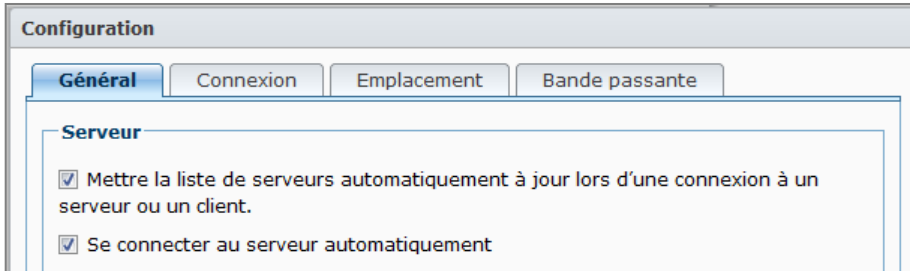 Configuration
Général Connexion Emplacement Bande passante
Serveur
Mettre la liste de serveurs automatiquement à jour lors d’une connexion à un
serveur ou un client.
Se connecter au serveur automatiquement